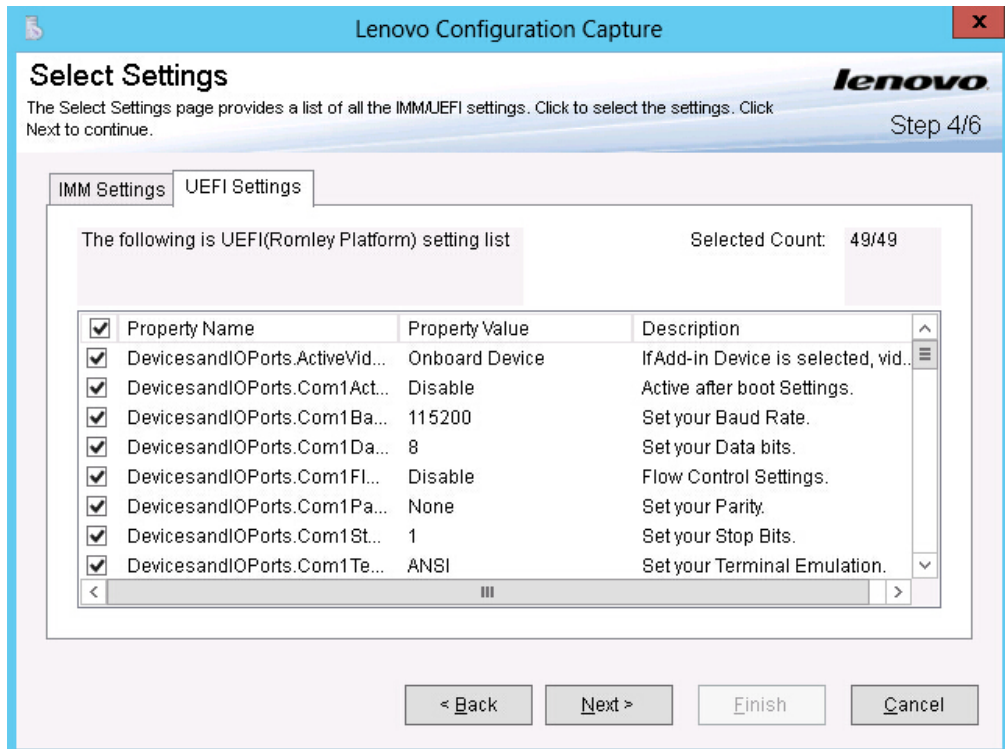 Lenovo Configuration Capture
x
Select Settings
lenovo
The Select Settings page provides a list of all the IMM/UEFI settings. Click to select the settings. Click
Next to continue.
Step 4/6
IMM Settings
UEFI Settings
The following is UEFI(Romley Platform) setting list
Selected Count: 49/49
Property Name Property Value Description
DevicesandIOPorts.ActiveVid... Onboard Device If Add-in Device is selected, vid..
DevicesandIOPorts.Com1Act... Disable Active after boot Settings.
DevicesandIOPorts.Com1Ba... 115200 Set your Baud Rate.
DevicesandIOPorts.Com1Da... 8 Set your Data bits.
DevicesandIOPorts.Com1Fl... Disable Flow Control Settings.
DevicesandIOPorts.Com1Pa... None Set your Parity.
DevicesandIOPorts.Com1St... 1 Set your Stop Bits.
DevicesandIOPorts.Com1Te... ANSI Set your Terminal Emulation.
< Back Next > Finish Cancel